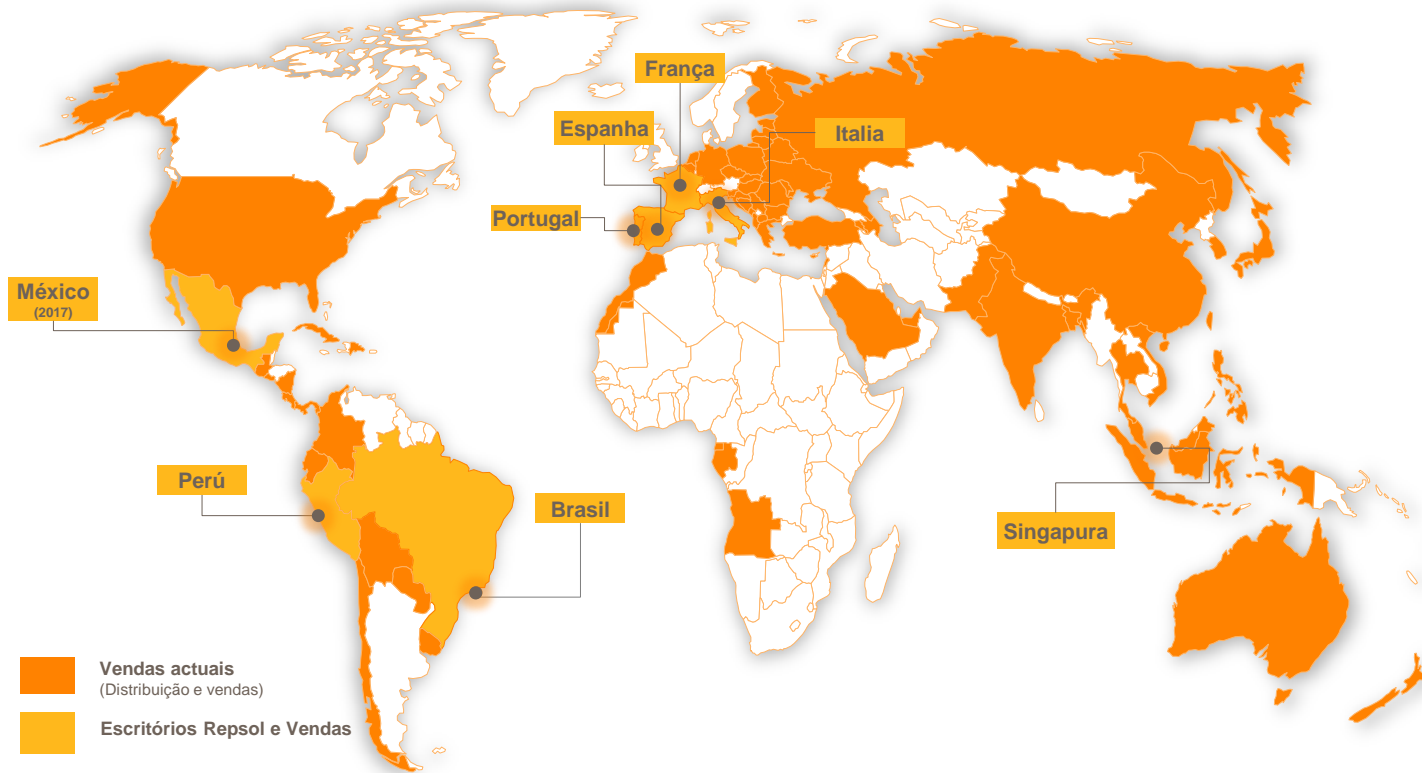 França
Espanha
Italia
Portugal
México
(2017)
Perú
Brasil
Singapura
Vendas actuais
(Distribuição e vendas)
Escritórios Repsol e Vendas